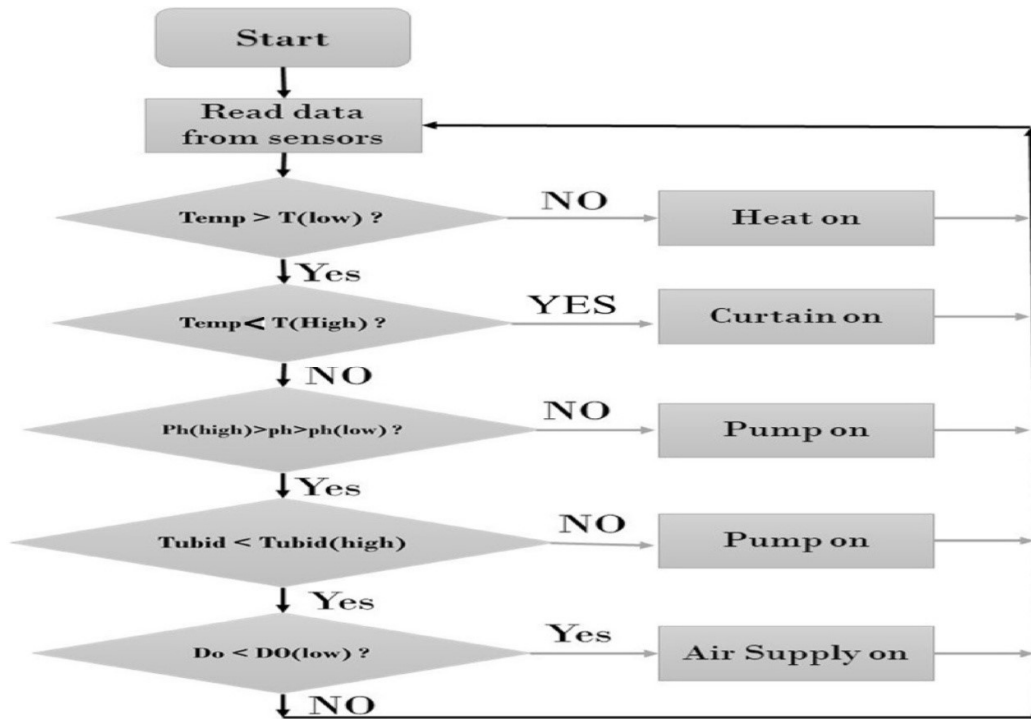 Start
Read data
from sensors
Temp > T(low) ?
NO
Heat on
Yes
Temp< T(High) ?
YES
Curtain on
NO
Ph(high)>ph>ph(low) ?
NO
Pump on
Yes
Tubid < Tubid(high)
NO
Pump on
Yes
Do < DO(low) ?
Yes
Air Supply on
NO